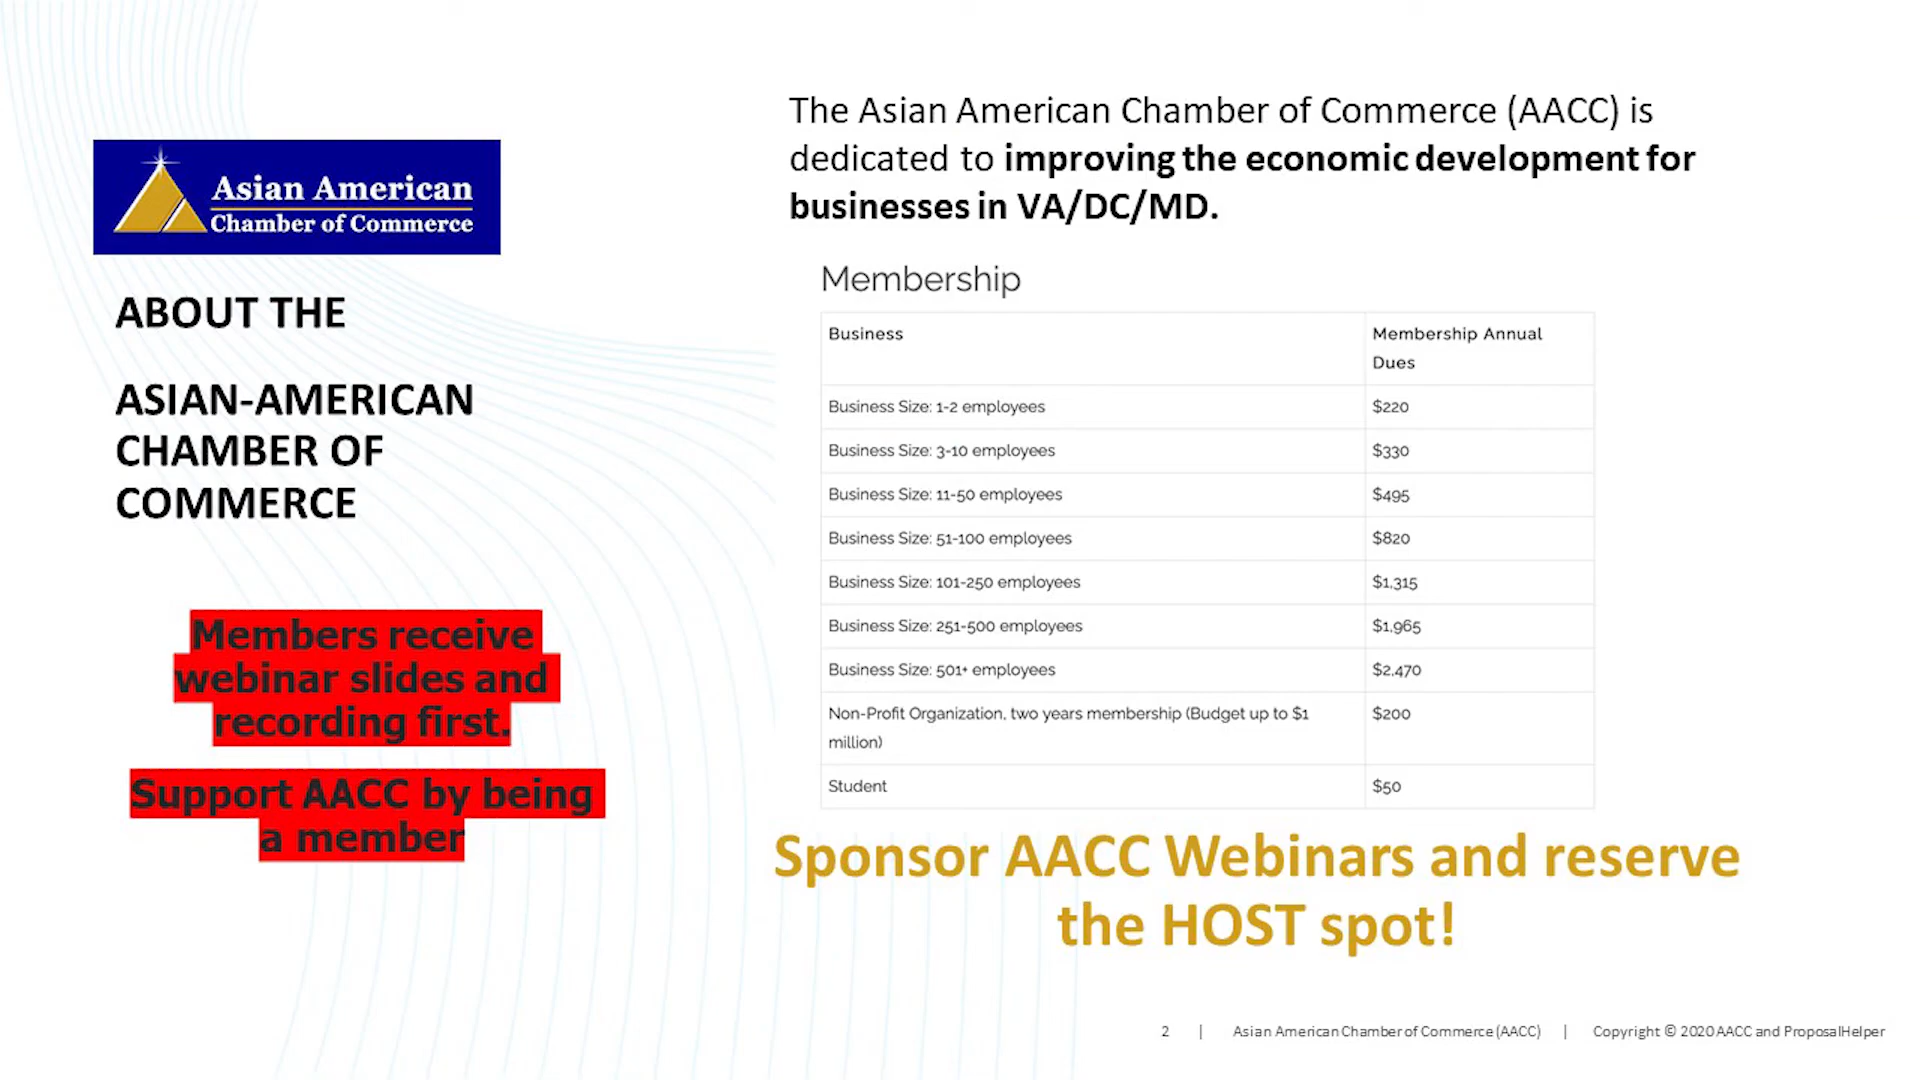 Asian American
Chamber of Commerce
ABOUT THE
ASIAN-AMERICAN
CHAMBER OF
COMMERCE
Members receive
webinar slides and
recording first.
Support AACC by being
a member
The Asian American Chamber of Commerce (AACC) is
dedicated to improving the economic development for
businesses in VA/DC/MD.
Membership
Business Membership Annual
Dues
Business Size: 1-2 employees $220
Business Size: 3-10 employees $330
Business Size: 11-50 employees $495
Business Size: 51-100 employees $820
Business Size: 101-250 employees $1,315
Business Size: 251-500 employees $1,965
Business Size: 501+ employees $2,470
Non-Profit Organization, two years membership (Budget up to $1 $200
million)
Student $50
Sponsor AACC Webinars and reserve
the HOST spot!
2 | Asian American Chamber of Commerce (AACC) | Copyright © 2020 AACC and ProposalHelper